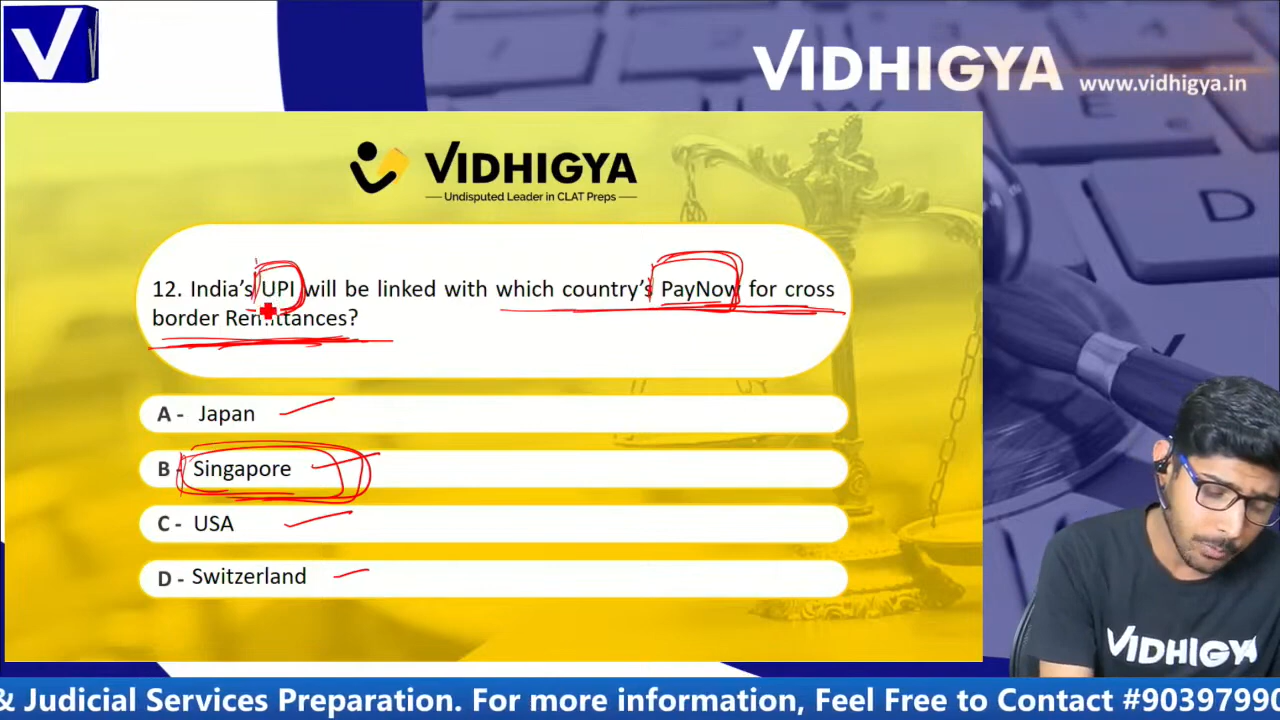 V V
VIDHIGYA
www.vidhigya.in
VIDHIGYA
Undisputed Leader in CLAT Preps
12. India's UPI will be linked with which country's PayNow for cross
border Remittances?
A - Japan
B - Singapore
C - USA
D - Switzerland
U W E D Y
VIDHIGYA
& Judicial Services Preparation. For more information, Feel Free to Contact #90397990